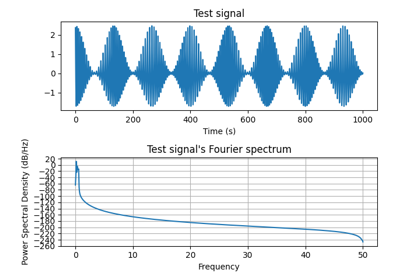 Test signal
2
1
0
−1
0 200 400 600 800 1000
Time (s)
Test signal's Fourier spectrum
Power Spectral Density (dB/Hz)
20
0
−20
−40
−60
−80
−100
−120
−140
−160
−180
−200
−220
−240
−260
0 10 20 30 40 50
Frequency